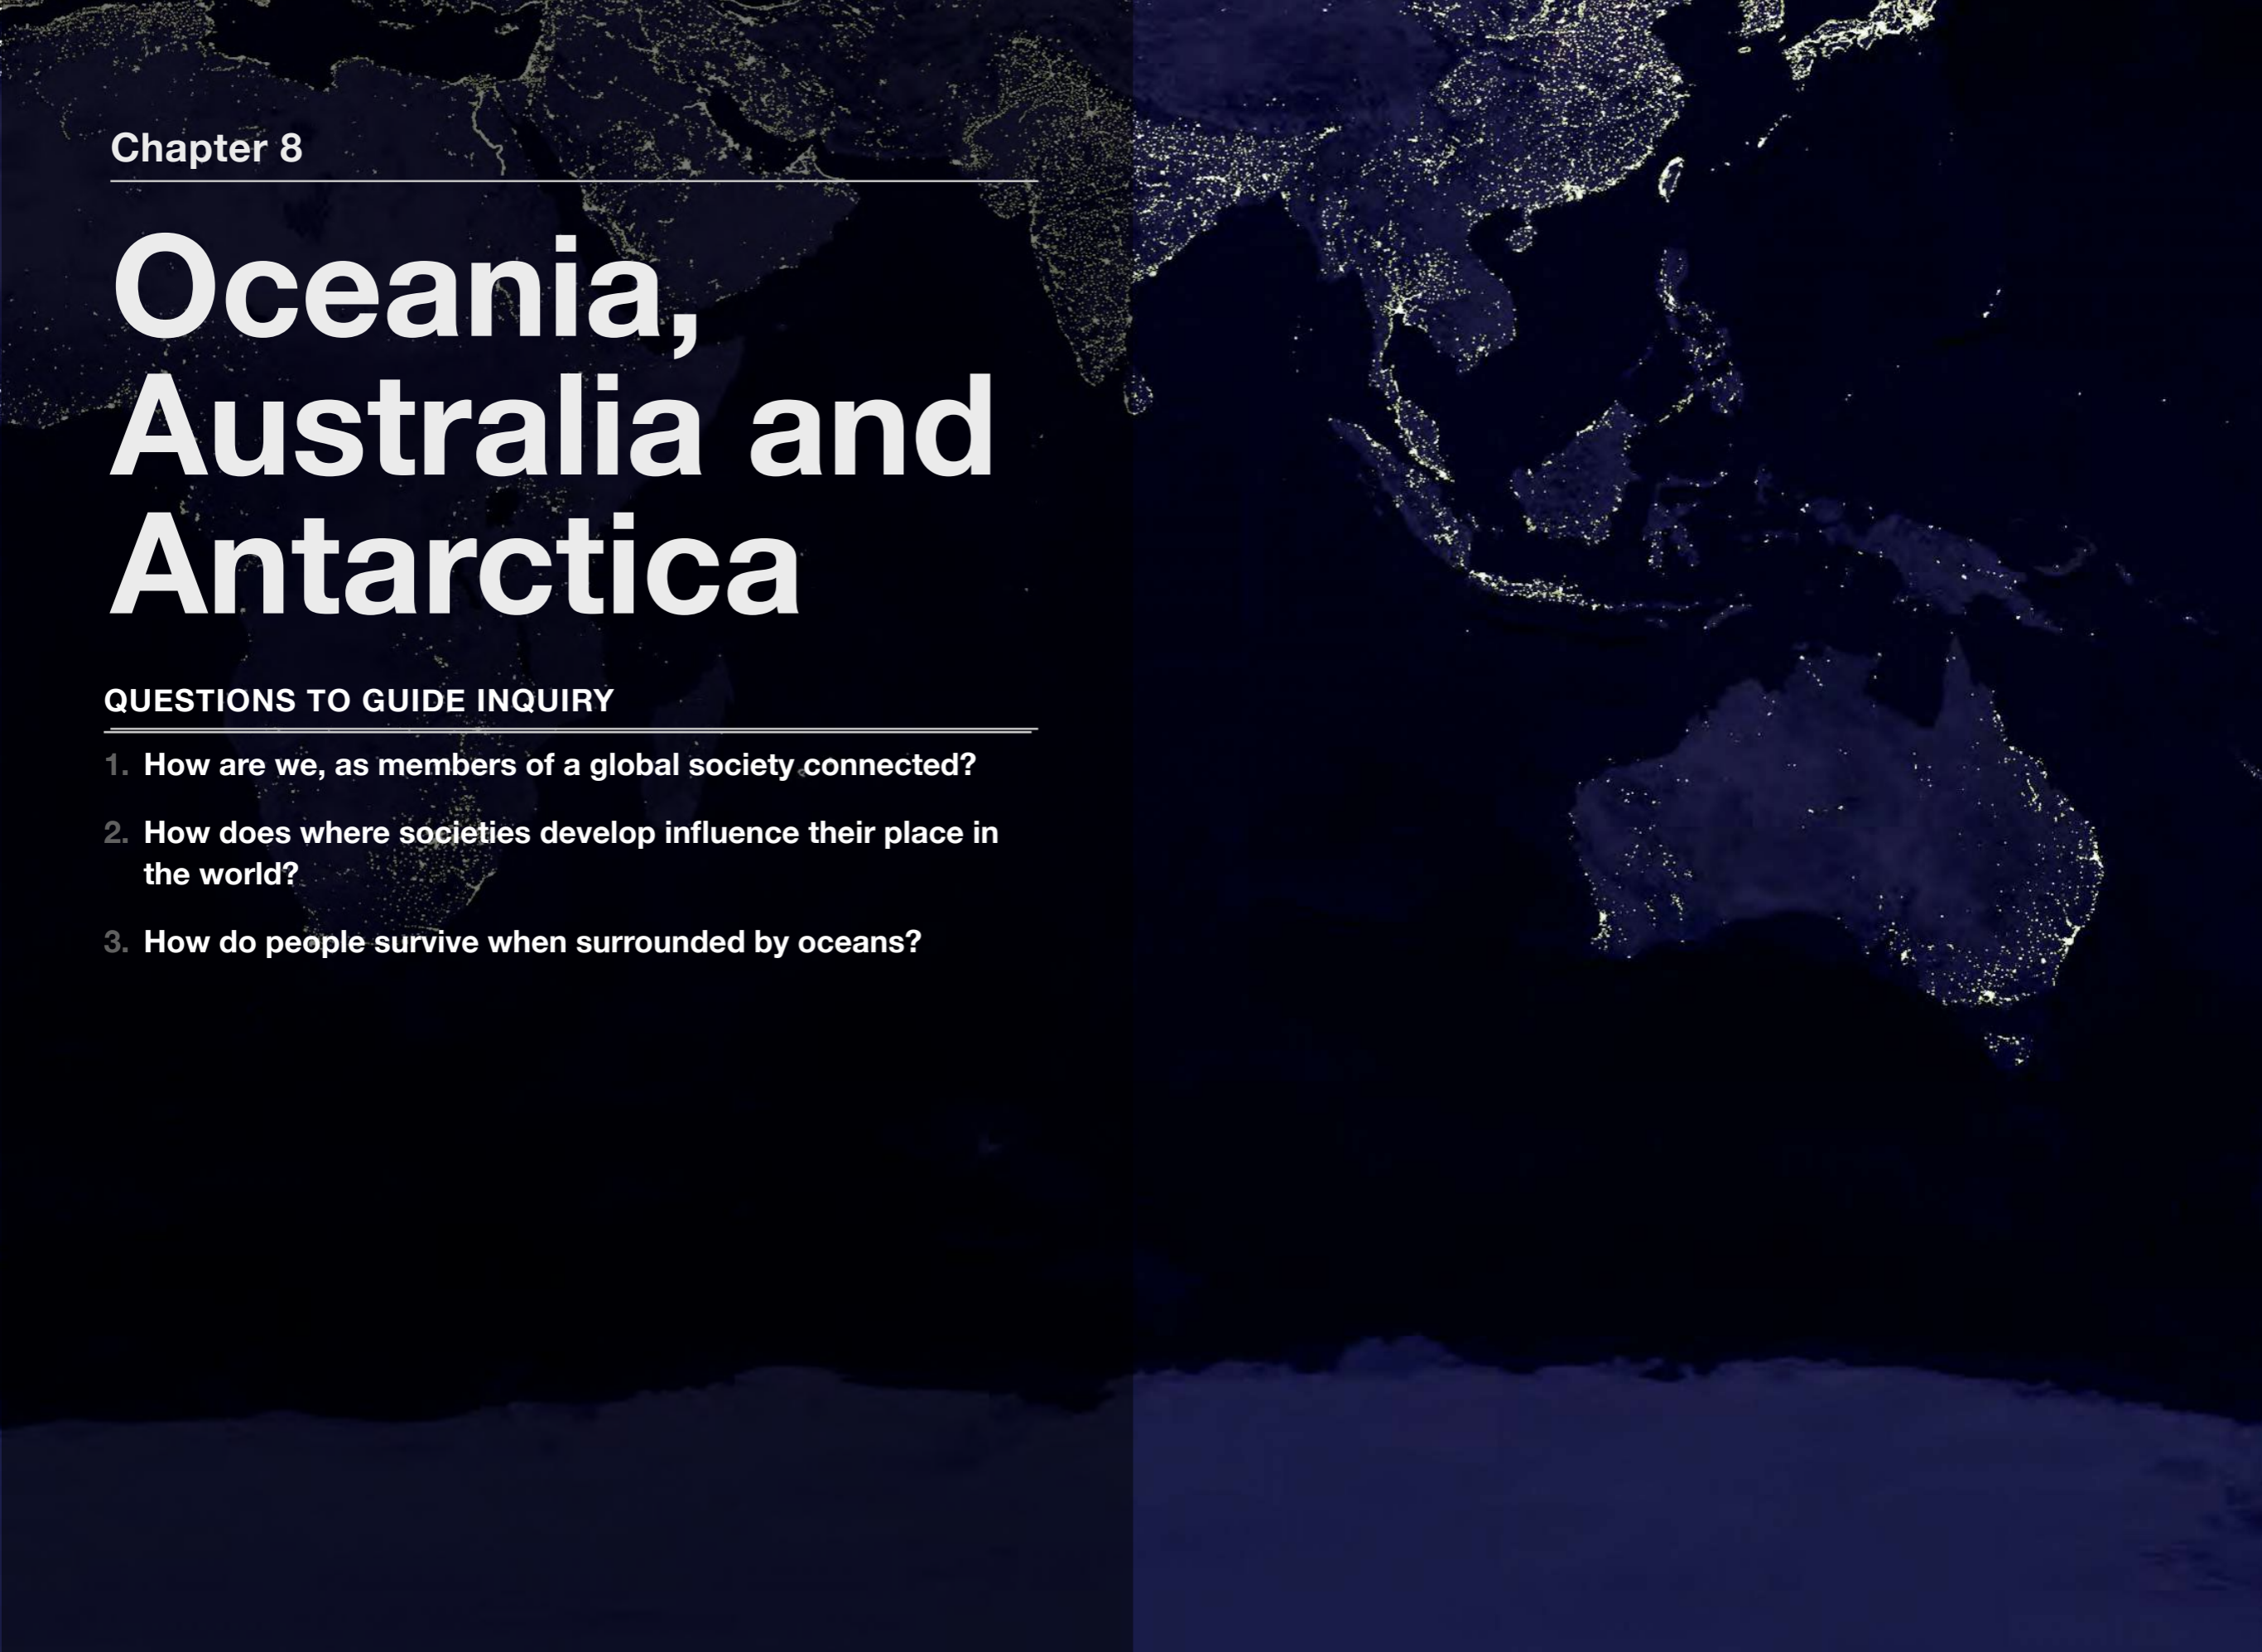 Chapter 8
Oceania,
Australia and
Antarctica
QUESTIONS TO GUIDE INQUIRY
1. How are we, as members of a global society connected?
2. How does where societies develop influence their place in
the world?
3. How do people survive when surrounded by oceans?